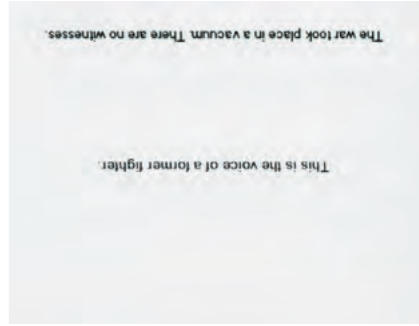 This is the voice of a former fighter.
The war took place in a vacuum. There are no witnesses.